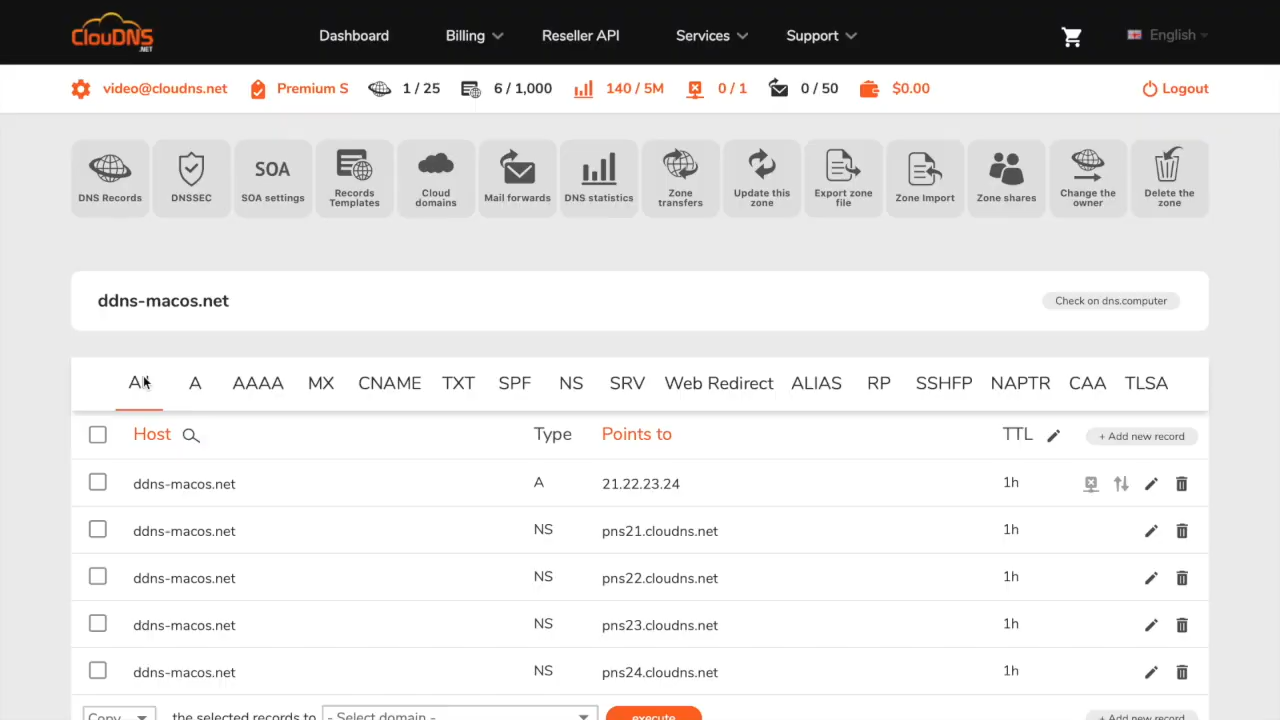 ClouDNS
.NET
Dashboard
Billing
Reseller API
Services
Support
English
video@cloudns.net
Premium S
1 / 25
6 / 1,000
140 / 5M
0 / 1
0 / 50
$0.00
Logout
DNS Records
DNSSEC
SOA
SOA settings
Records
Templates
Cloud
domains
Mail forwards
DNS statistics
Zone
transfers
Update this
zone
Export zone
file
Zone Import
Zone shares
Change the
owner
Delete the
zone
ddns-macos.net
Check on dns.computer
All A AAAA MX CNAME TXT SPF NS SRV Web Redirect ALIAS RP SSHFP NAPTR CAA TLSA
Host Type Points to TTL + Add new record
ddns-macos.net A 21.22.23.24 1h
ddns-macos.net NS pns21.cloudns.net 1h
ddns-macos.net NS pns22.cloudns.net 1h
ddns-macos.net NS pns23.cloudns.net 1h
ddns-macos.net NS pns24.cloudns.net 1h
Copy the selected records to - Select domain - execute + Add new record